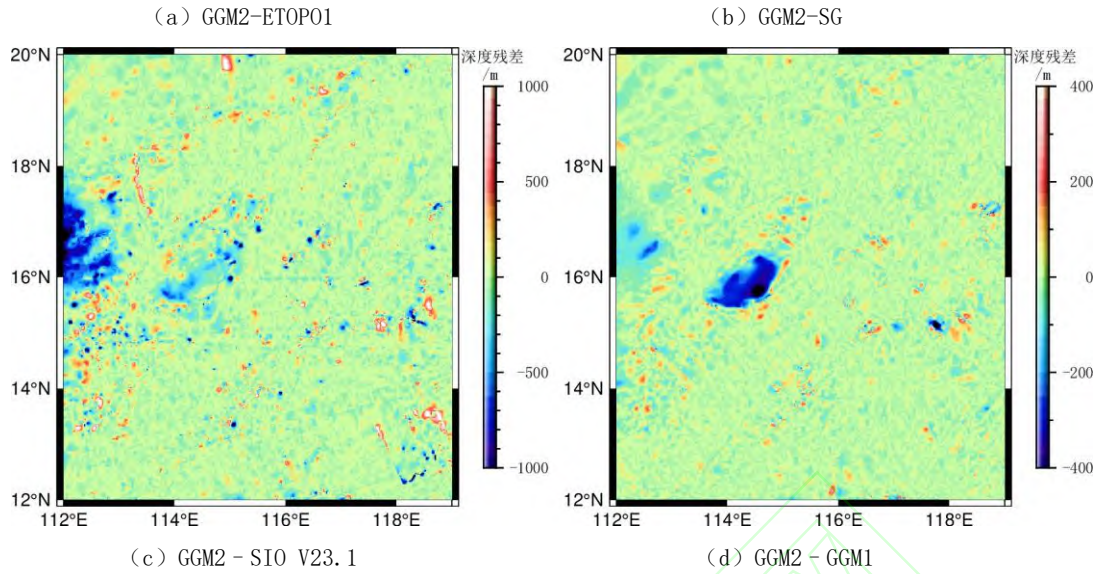 (a) GGM2-ETOPO1 (b) GGM2-SG
20°N 深度残差 20°N 深度残差
/m /m
1000 400
18°N 500 18°N 200
16°N 0 16°N 0
14°N -500 14°N -200
12°N -1000 12°N -400
112°E 114°E 116°E 118°E 112°E 114°E 116°E 118°E
(c) GGM2－SIO V23.1 (d) GGM2－GGM1